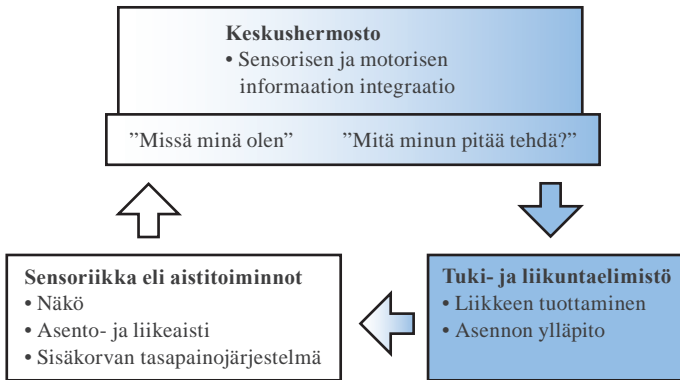 Keskushermosto
• Sensorisen ja motorisen
informaation integraatio
”Missä minä olen” ”Mitä minun pitää tehdä?”
Sensoriikka eli aistitoiminnot
• Näkö
• Asento- ja liikeaisti
• Sisäkorvan tasapainojärjestelmä
Tuki- ja liikuntaelimistö
• Liikkeen tuottaminen
• Asennon ylläpito